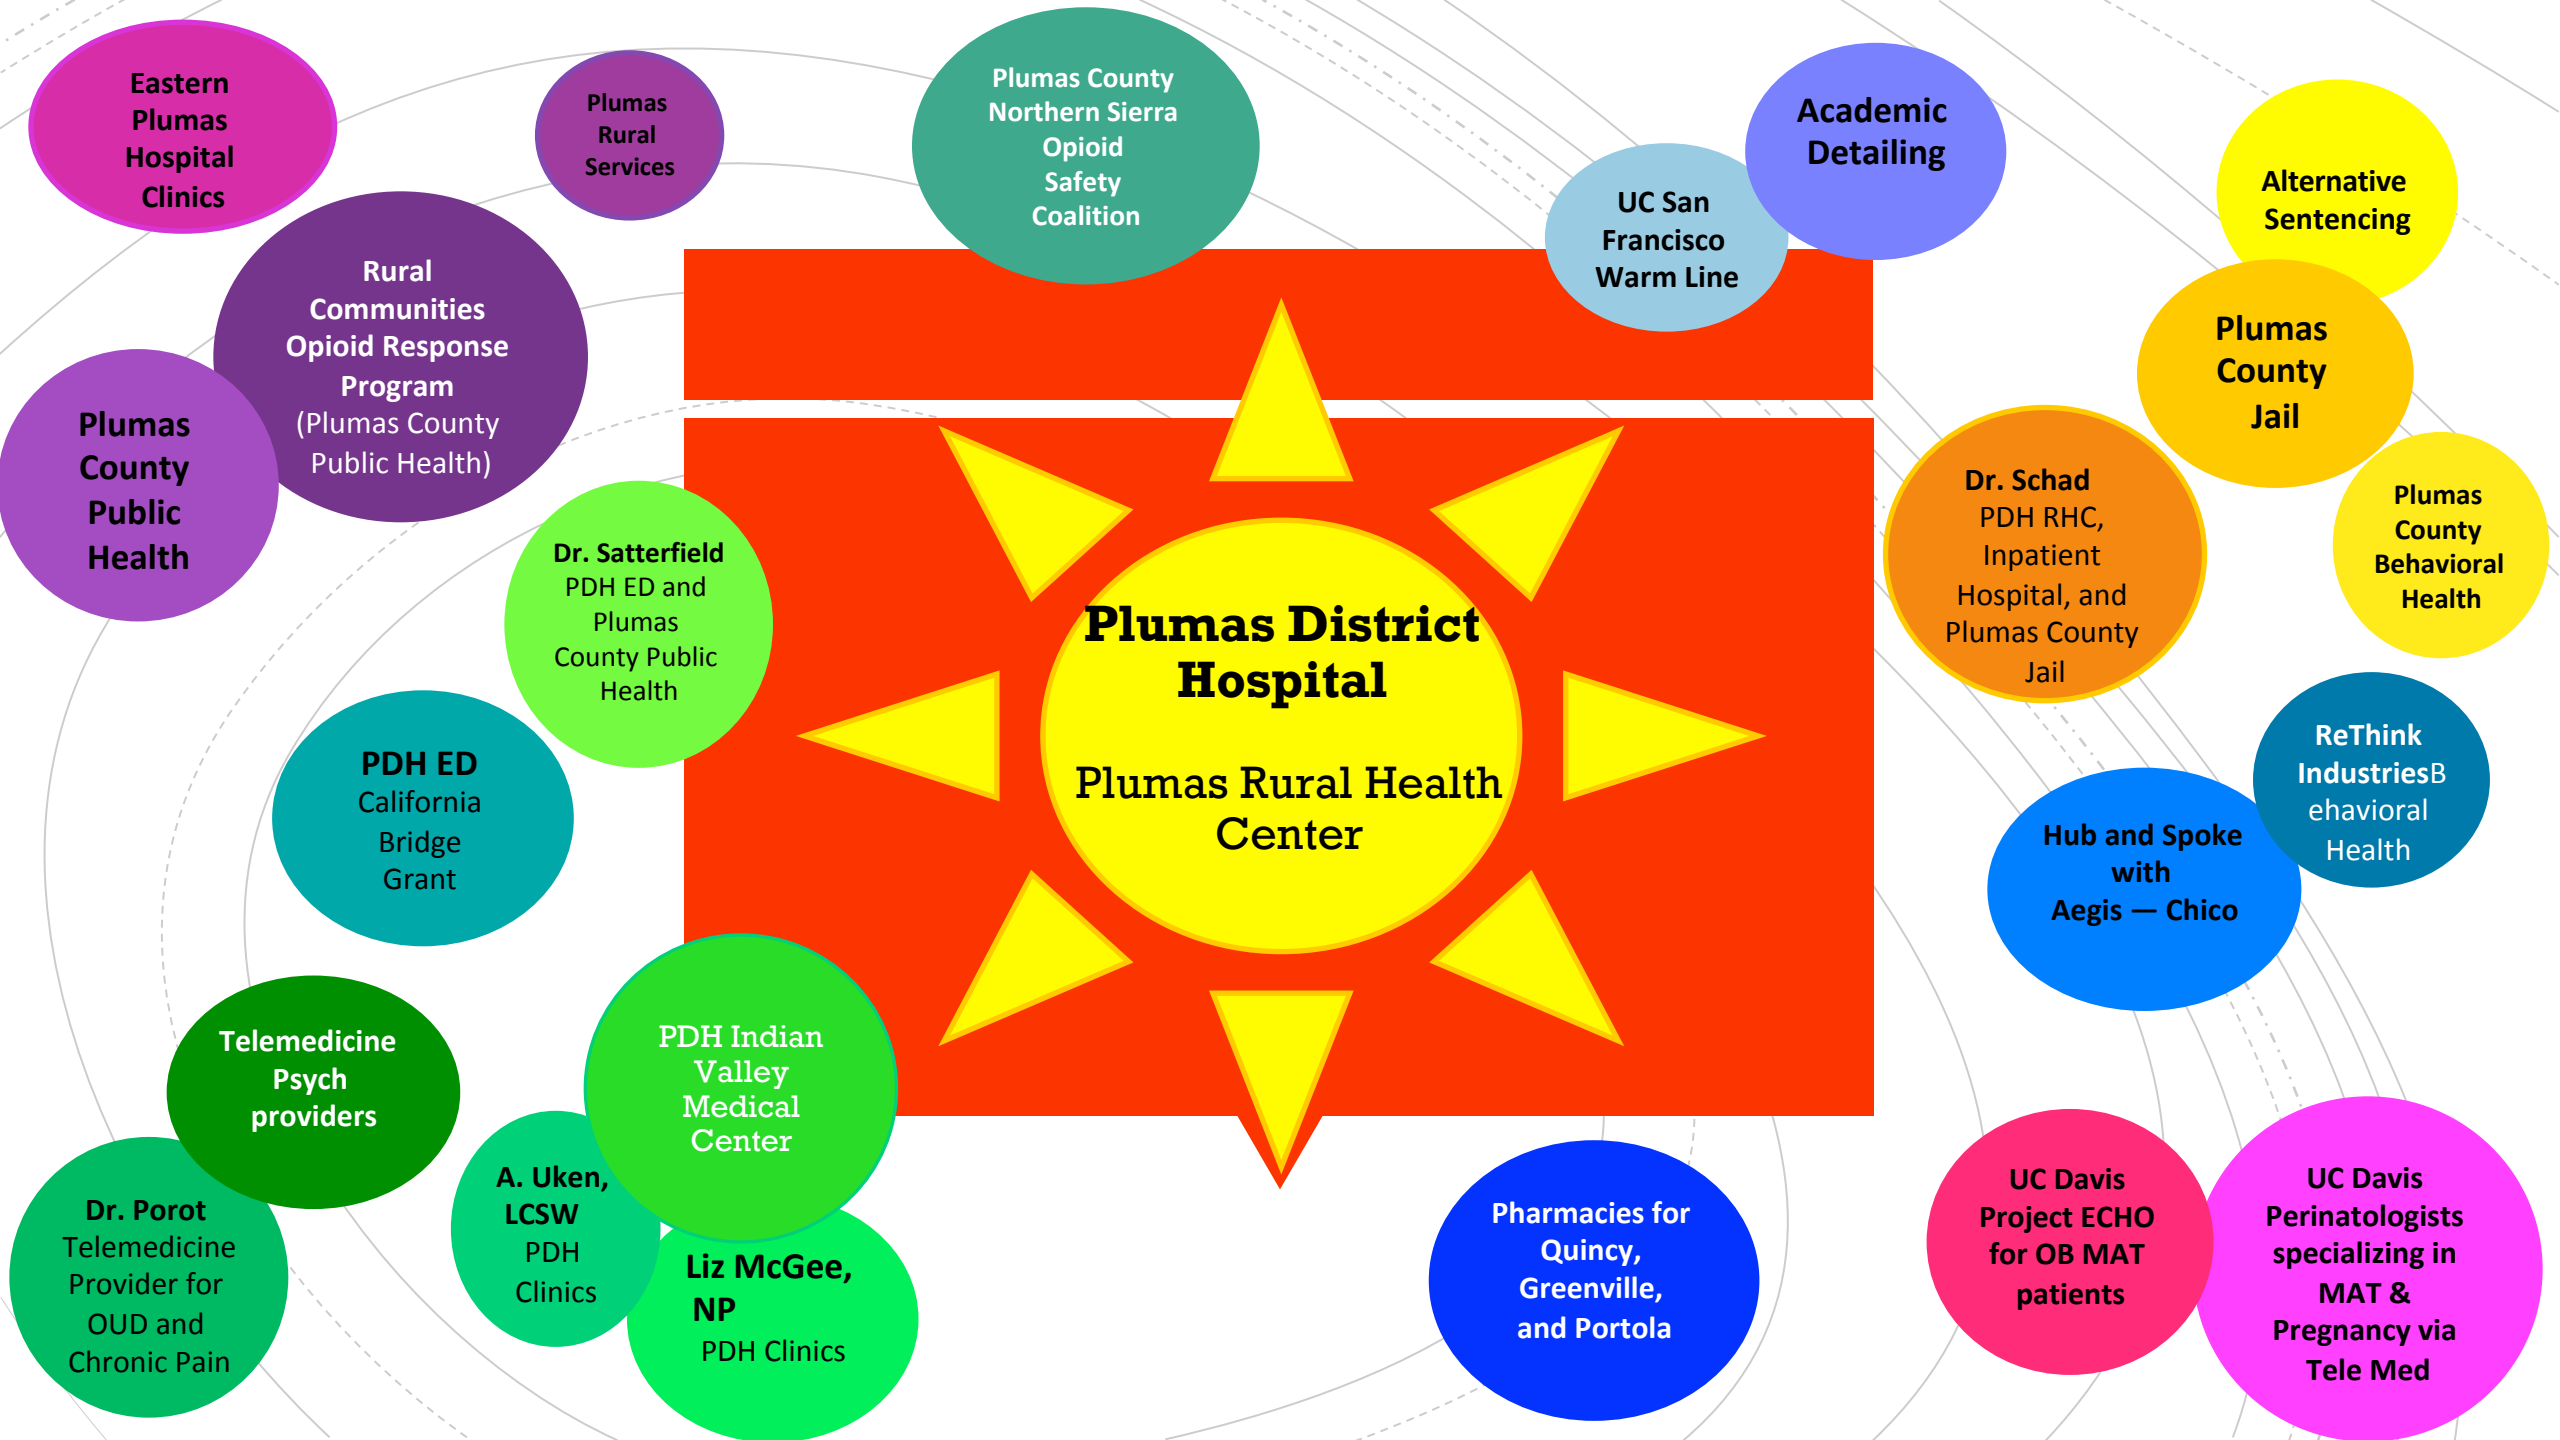 Eastern
Plumas
Hospital
Clinics
Plumas
Rural
Services
Plumas County
Northern Sierra
Opioid
Safety
Coalition
UC San
Francisco
Warm Line
Academic
Detailing
Alternative
Sentencing
Rural
Communities
Opioid Response
Program
(Plumas County
Public Health)
Plumas
County
Public
Health
Plumas
County
Jail
Dr. Schad
PDH RHC,
Inpatient
Hospital, and
Plumas County
Jail
Plumas
County
Behavioral
Health
Dr. Satterfield
PDH ED and
Plumas
County Public
Health
Plumas District
Hospital
Plumas Rural Health
Center
PDH ED
California
Bridge
Grant
ReThink
IndustriesB
ehavioral
Health
Hub and Spoke
with
Aegis — Chico
Telemedicine
Psych
providers
PDH Indian
Valley
Medical
Center
Dr. Porot
Telemedicine
Provider for
OUD and
Chronic Pain
A. Uken,
LCSW
PDH
Clinics
Liz McGee,
NP
PDH Clinics
Pharmacies for
Quincy,
Greenville,
and Portola
UC Davis
Project ECHO
for OB MAT
patients
UC Davis
Perinatologists
specializing in
MAT &
Pregnancy via
Tele Med